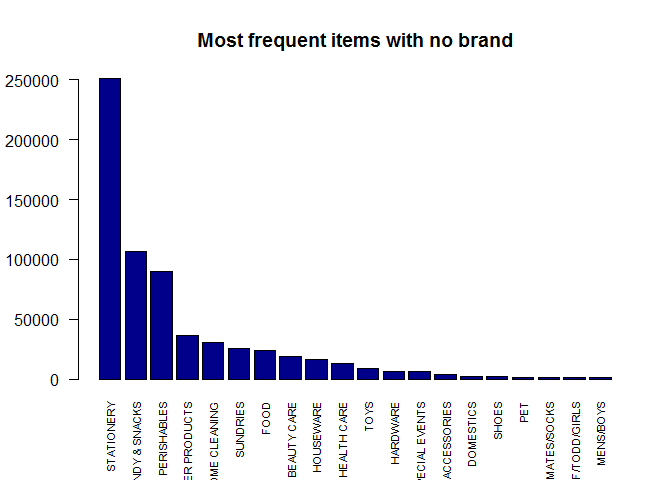 Most frequent items with no brand
250000
200000
150000
100000
50000
0
STATIONERY
NDY & SNACKS
PERISHABLES
ER PRODUCTS
OME CLEANING
SUNDRIES
FOOD
BEAUTY CARE
HOUSEWARE
HEALTH CARE
TOYS
HARDWARE
PECIAL EVENTS
ACCESSORIES
DOMESTICS
SHOES
PET
MATES/SOCKS
F/TODD/GIRLS
MENS/BOYS